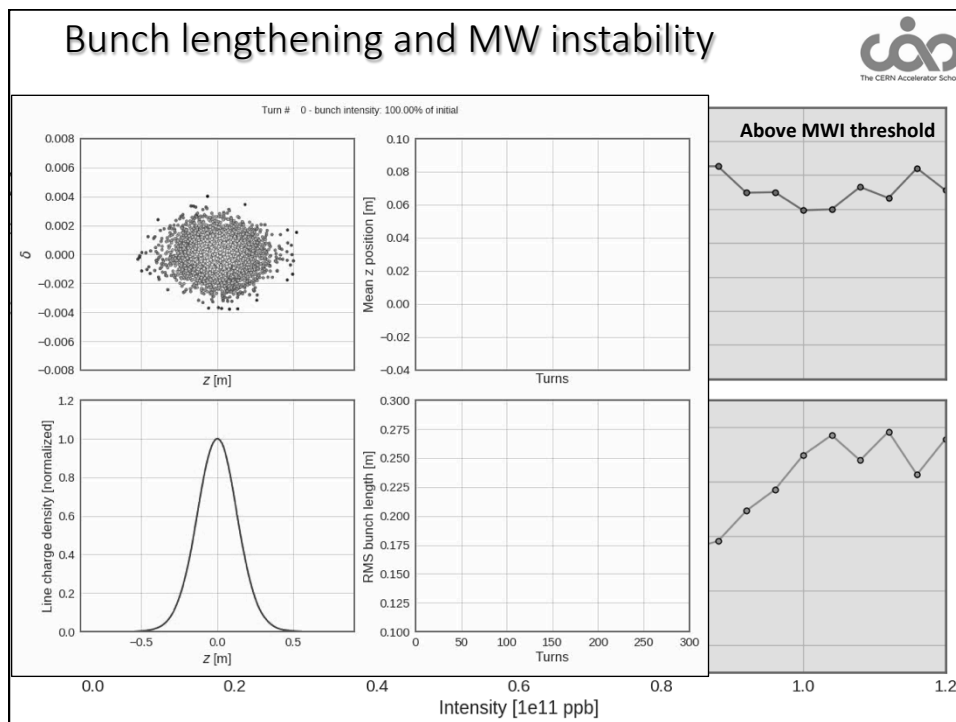 Bunch lengthening and MW instability
The CERN Accelerator Scho
Turn # 0 - bunch intensity: 100.00% of initial
Above MWI threshold
0.008
0.006
0.004
0.002
0.000
−0.002
−0.004
−0.006
−0.008
δ
z [m]
0.10
0.08
0.06
0.04
0.02
0.00
−0.02
−0.04
Mean z position [m]
Turns
1.2
1.0
0.8
0.6
0.4
0.2
0.0
Line charge density [normalized]
−0.5 0.0 0.5
z [m]
0.300
0.275
0.250
0.225
0.200
0.175
0.150
0.125
0.100
RMS bunch length [m]
0 50 100 150 200 250 300
Turns
0.0 0.2 0.4 0.6 0.8 1.0 1.2
Intensity [1e11 ppb]